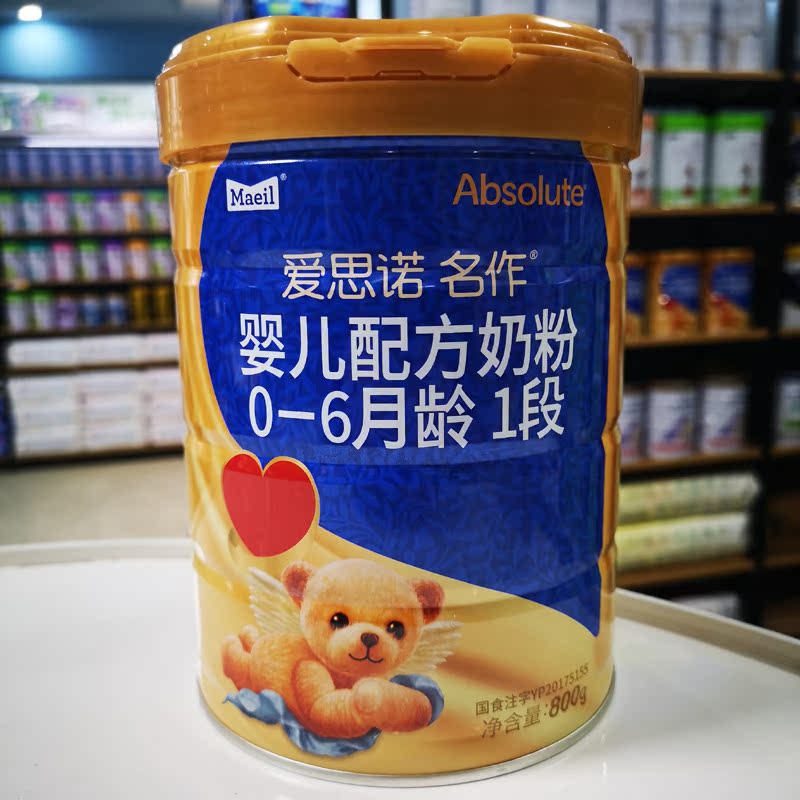 Maeil®
Absolute®
爱思诺 名作®
婴儿配方奶粉
0-6月龄 1段
国食注字YP20175155
净含量:800g